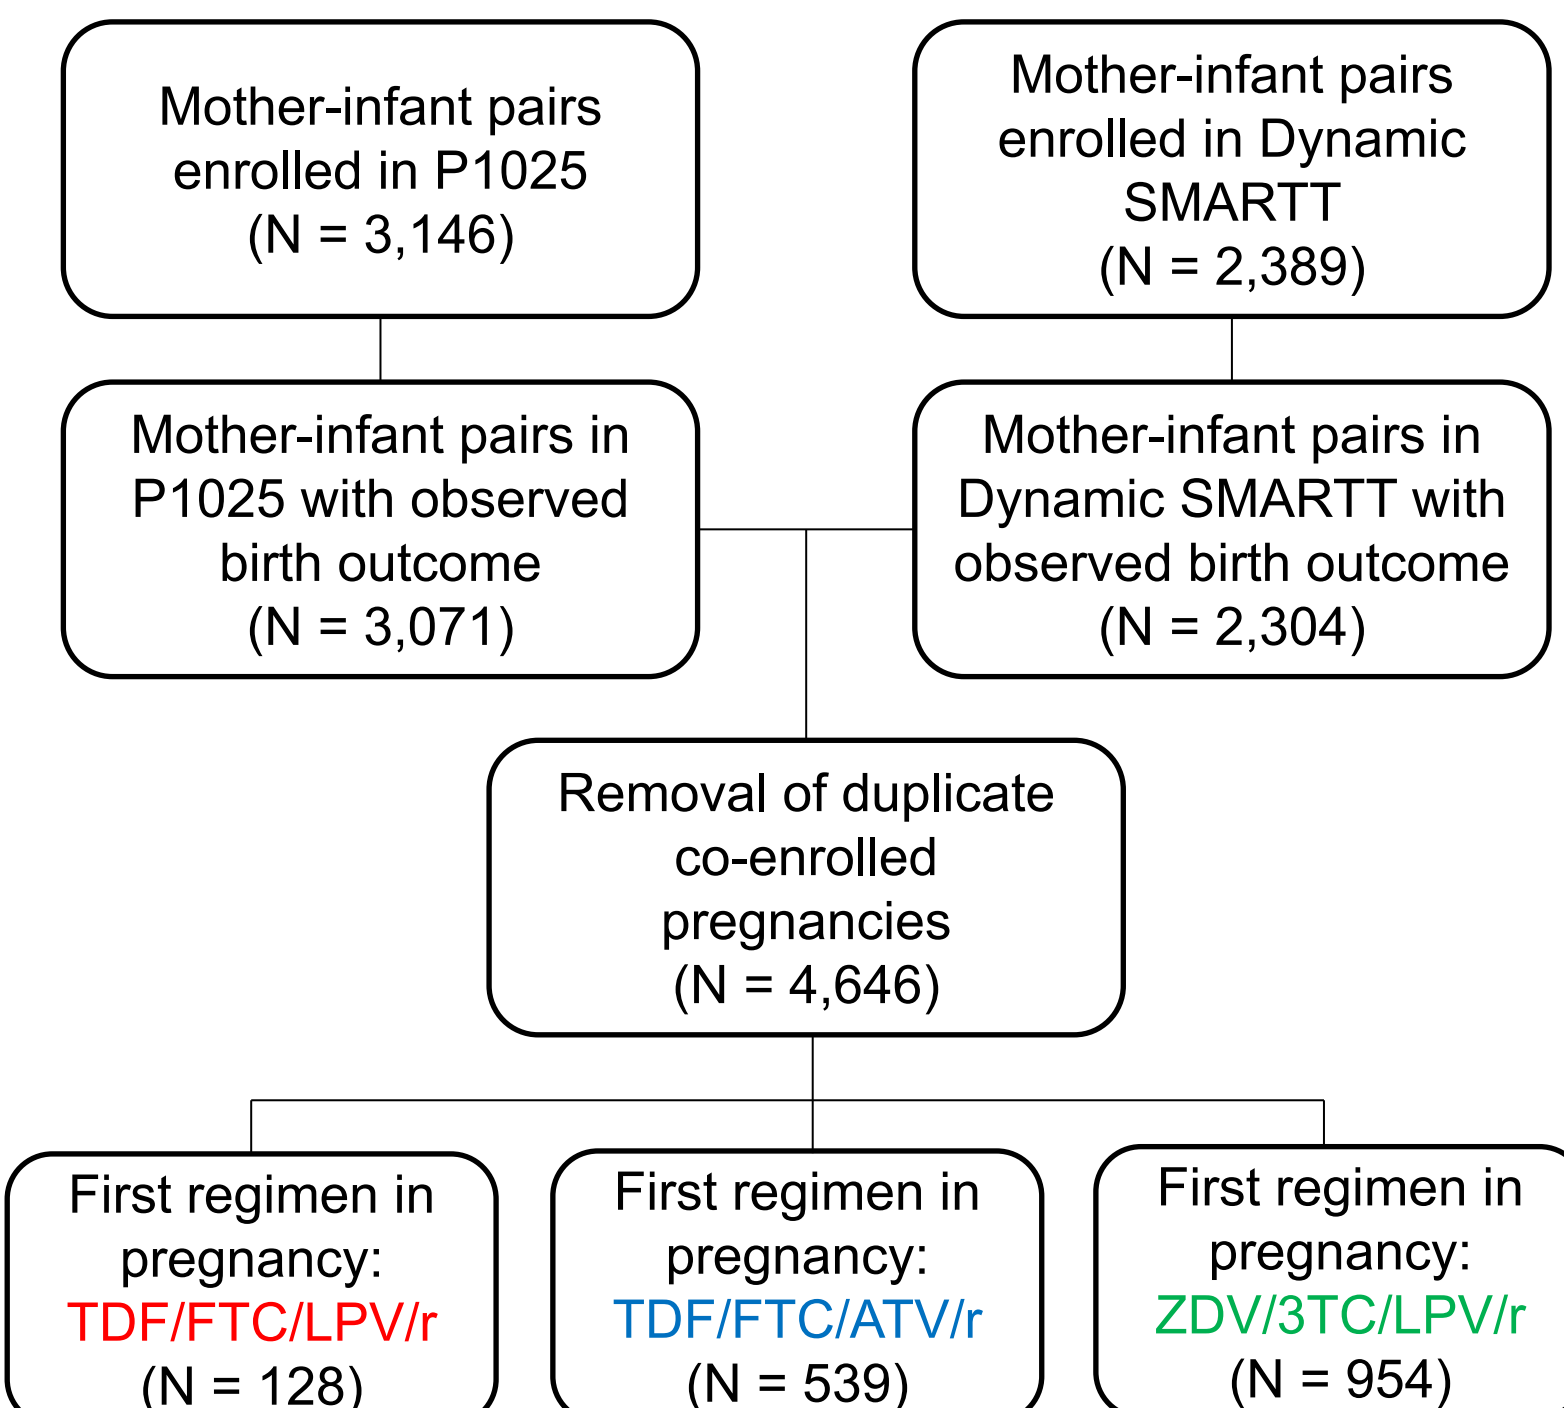 Mother-infant pairs
enrolled in P1025
(N = 3,146)
Mother-infant pairs
enrolled in Dynamic
SMARTT
(N = 2,389)
Mother-infant pairs in
P1025 with observed
birth outcome
(N = 3,071)
Mother-infant pairs in
Dynamic SMARTT with
observed birth outcome
(N = 2,304)
Removal of duplicate
co-enrolled
pregnancies
(N = 4,646)
First regimen in
pregnancy:
TDF/FTC/LPV/r
(N = 128)
First regimen in
pregnancy:
TDF/FTC/ATV/r
(N = 539)
First regimen in
pregnancy:
ZDV/3TC/LPV/r
(N = 954)